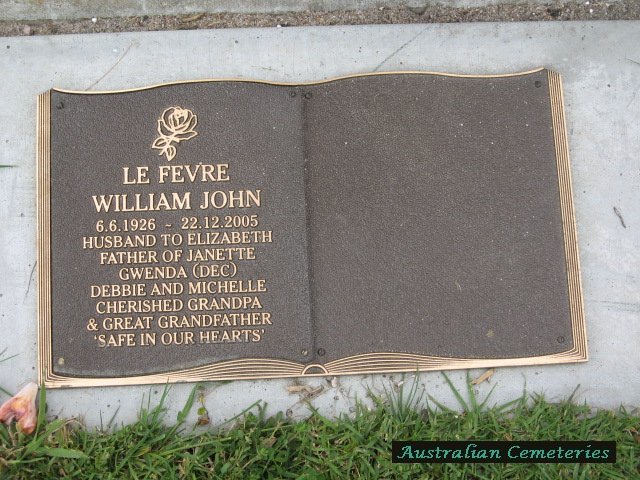 LE FEVRE
WILLIAM JOHN
6.6.1926 ~ 22.12.2005
HUSBAND TO ELIZABETH
FATHER OF JANETTE
GWENDA (DEC)
DEBBIE AND MICHELLE
CHERISHED GRANDPA
& GREAT GRANDFATHER
'SAFE IN OUR HEARTS'
Australian Cemeteries